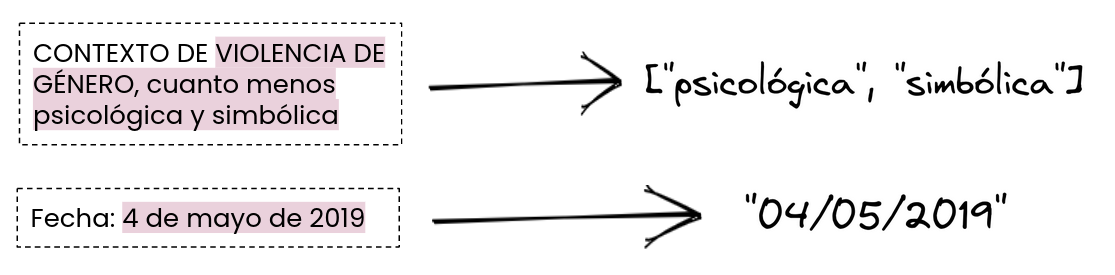 CONTEXTO DE VIOLENCIA DE
GÉNERO, cuanto menos
psicológica y simbólica
["psicológica", "simbólica"]
Fecha: 4 de mayo de 2019
"04/05/2019"